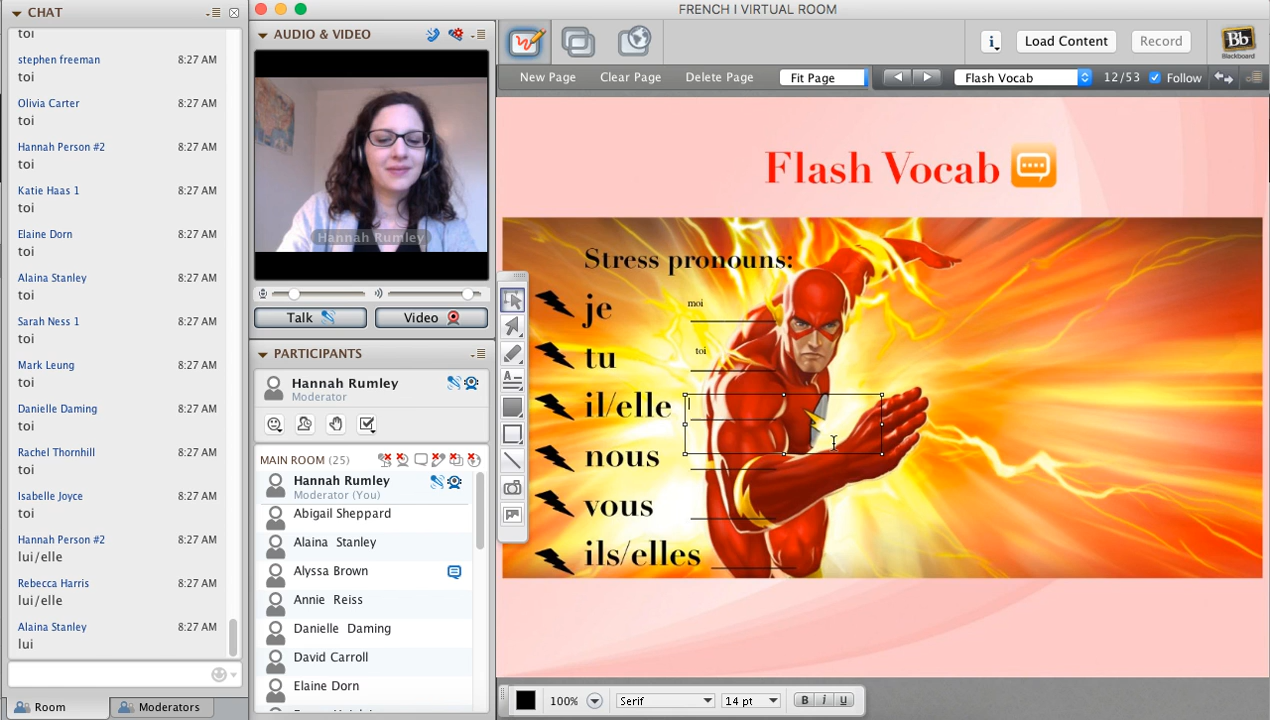 CHAT
toi
stephen freeman 8:27 AM
toi
Olivia Carter 8:27 AM
toi
Hannah Person #2 8:27 AM
toi
Katie Haas 1 8:27 AM
toi
Elaine Dorn 8:27 AM
toi
Alaina Stanley 8:27 AM
toi
Sarah Ness 1 8:27 AM
toi
Mark Leung 8:27 AM
toi
Danielle Daming 8:27 AM
toi
Rachel Thornhill 8:27 AM
toi
Isabelle Joyce 8:27 AM
toi
Hannah Person #2 8:27 AM
lui/elle
Rebecca Harris 8:27 AM
lui/elle
Alaina Stanley 8:27 AM
lui
Room
Moderators
AUDIO & VIDEO
Hannah Rumley
Talk
Video
PARTICIPANTS
Hannah Rumley
Moderator
MAIN ROOM (25)
Hannah Rumley
Moderator (You)
Abigail Sheppard
Alaina Stanley
Alyssa Brown
Annie Reiss
Danielle Daming
David Carroll
Elaine Dorn
FRENCH I VIRTUAL ROOM
i
Load Content
Record
Bb
Blackboard
New Page
Clear Page
Delete Page
Fit Page
Flash Vocab
12/53
Follow
Flash Vocab
Stress pronouns:
je moi
tu toi
il/elle
nous
vous
ils/elles
A
100%
Serif
14 pt
B i U